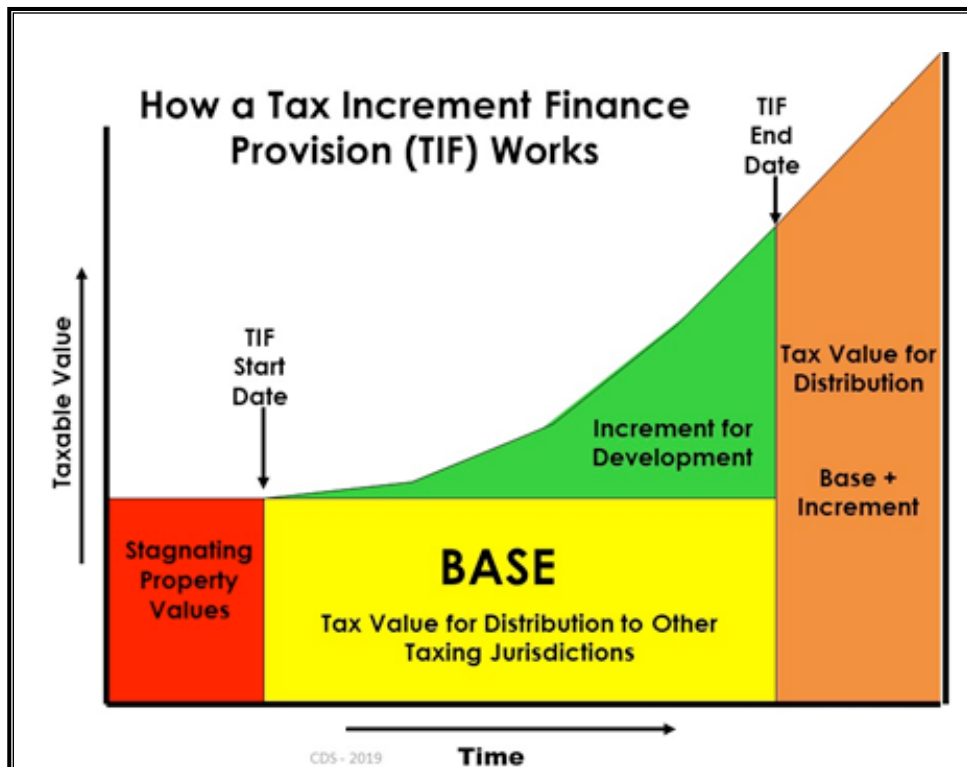 How a Tax Increment Finance
Provision (TIF) Works
TIF
End
Date
TIF
Start
Date
Taxable Value
Increment for
Development
Tax Value for
Distribution
Base +
Increment
Stagnating
Property
Values
BASE
Tax Value for Distribution to Other
Taxing Jurisdictions
CDS - 2019
Time